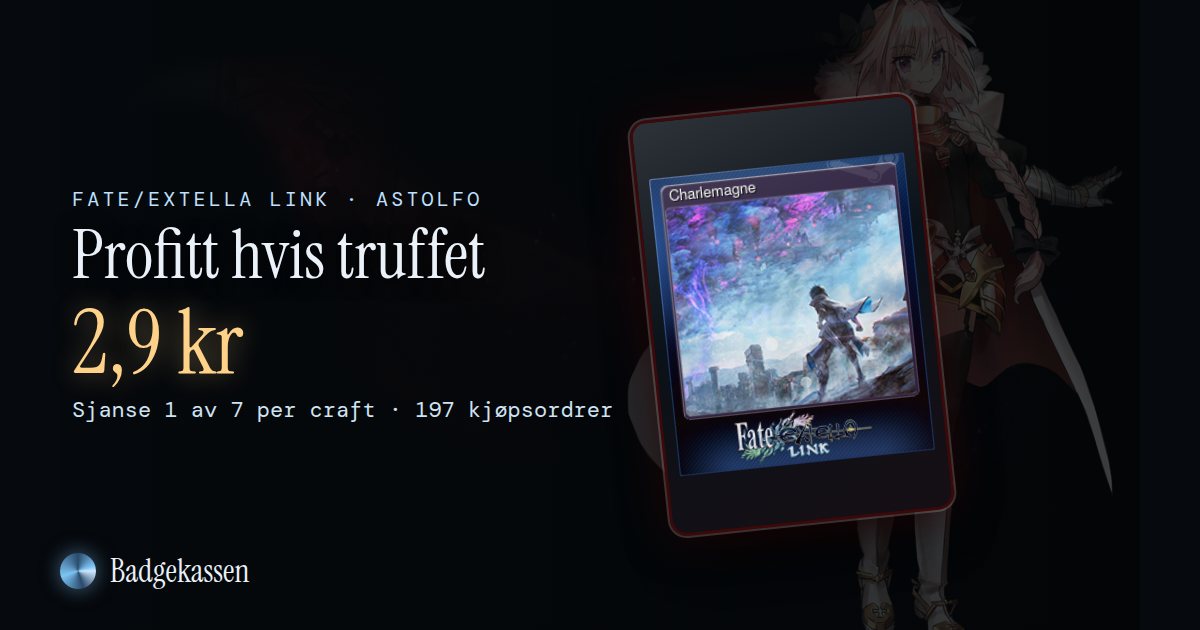 FATE/EXTELLA LINK · ASTOLFO
Profitt hvis truffet
2,9 kr
Sjanse 1 av 7 per craft · 197 kjøpsordrer
Charlemagne
Fate EXTELLA
LINK
Badgekassen